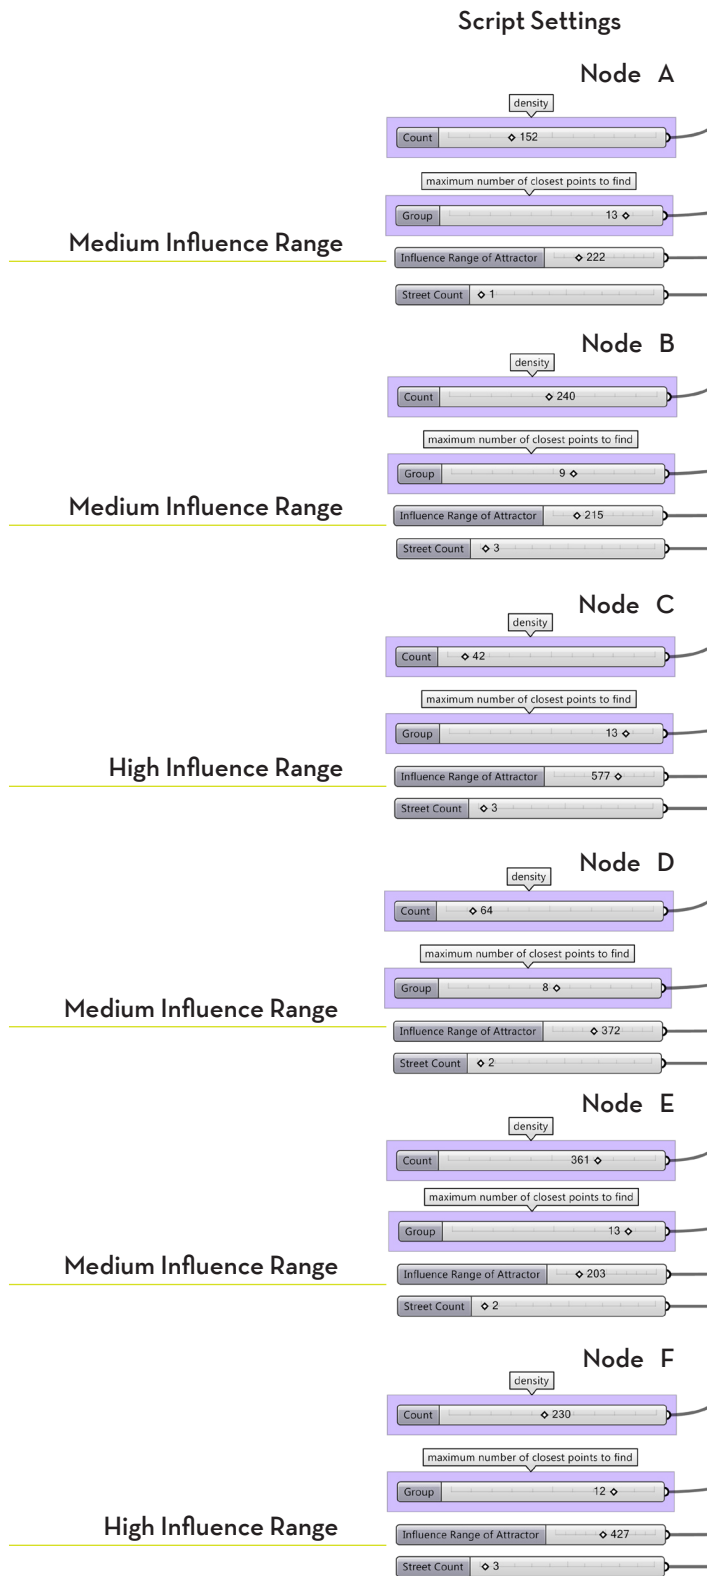 Script Settings
Node A
density
Count 152
maximum number of closest points to find
Group 13
Medium Influence Range
Influence Range of Attractor 222
Street Count 1
Node B
density
Count 240
maximum number of closest points to find
Group 9
Medium Influence Range
Influence Range of Attractor 215
Street Count 3
Node C
density
Count 42
maximum number of closest points to find
Group 13
High Influence Range
Influence Range of Attractor 577
Street Count 3
Node D
density
Count 64
maximum number of closest points to find
Group 8
Medium Influence Range
Influence Range of Attractor 372
Street Count 2
Node E
density
Count 361
maximum number of closest points to find
Group 13
Medium Influence Range
Influence Range of Attractor 203
Street Count 2
Node F
density
Count 230
maximum number of closest points to find
Group 12
High Influence Range
Influence Range of Attractor 427
Street Count 3